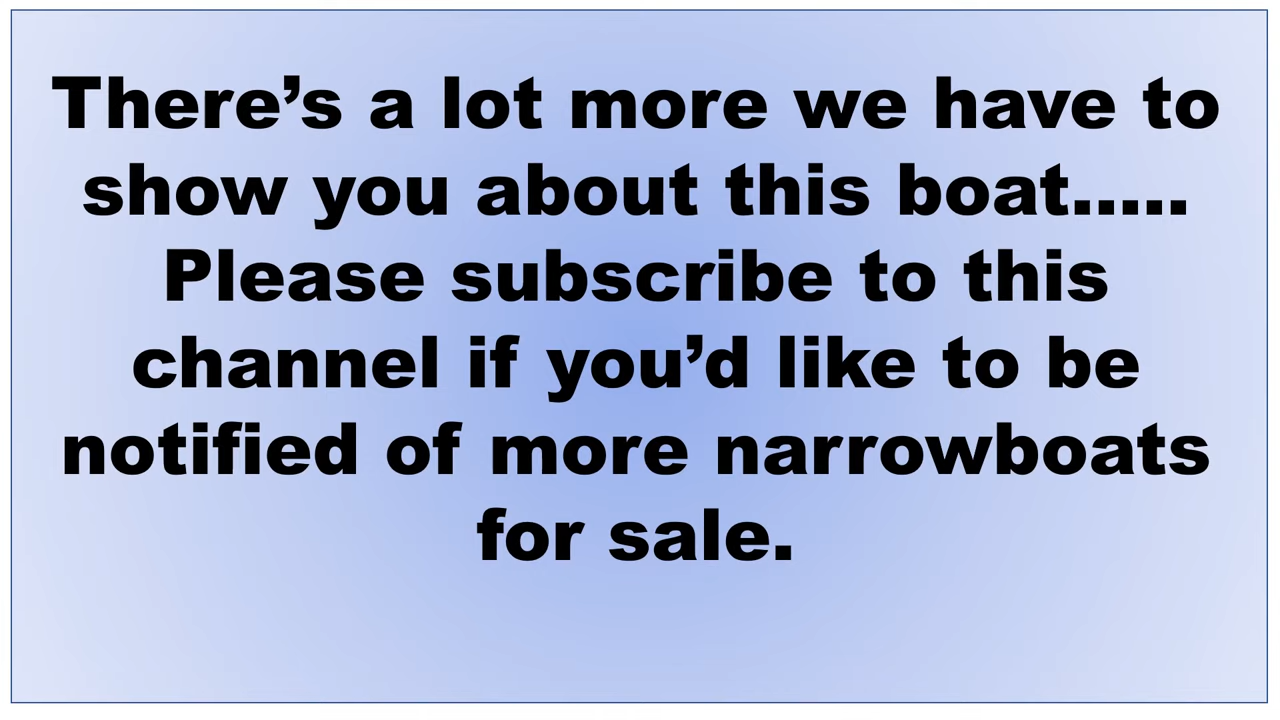 There’s a lot more we have to
show you about this boat…..
Please subscribe to this
channel if you’d like to be
notified of more narrowboats
for sale.